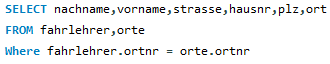 SELECT nachname,vorname,strasse,hausnr,plz,ort
FROM fahrlehrer,orte
Where fahrlehrer.ortnr = orte.ortnr